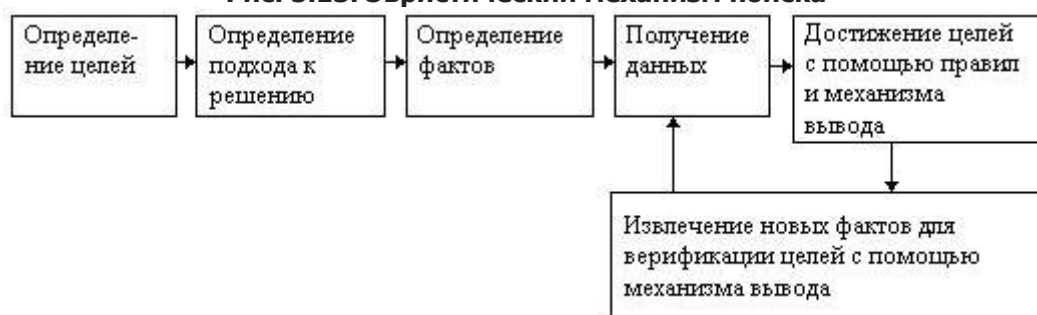 Определе-
ние целей
Определение
подхода к
решению
Определение
фактов
Получение
данных
Достижение целей
с помощью правил
и механизма
вывода
Извлечение новых фактов для
верификации целей с помощью
механизма вывода